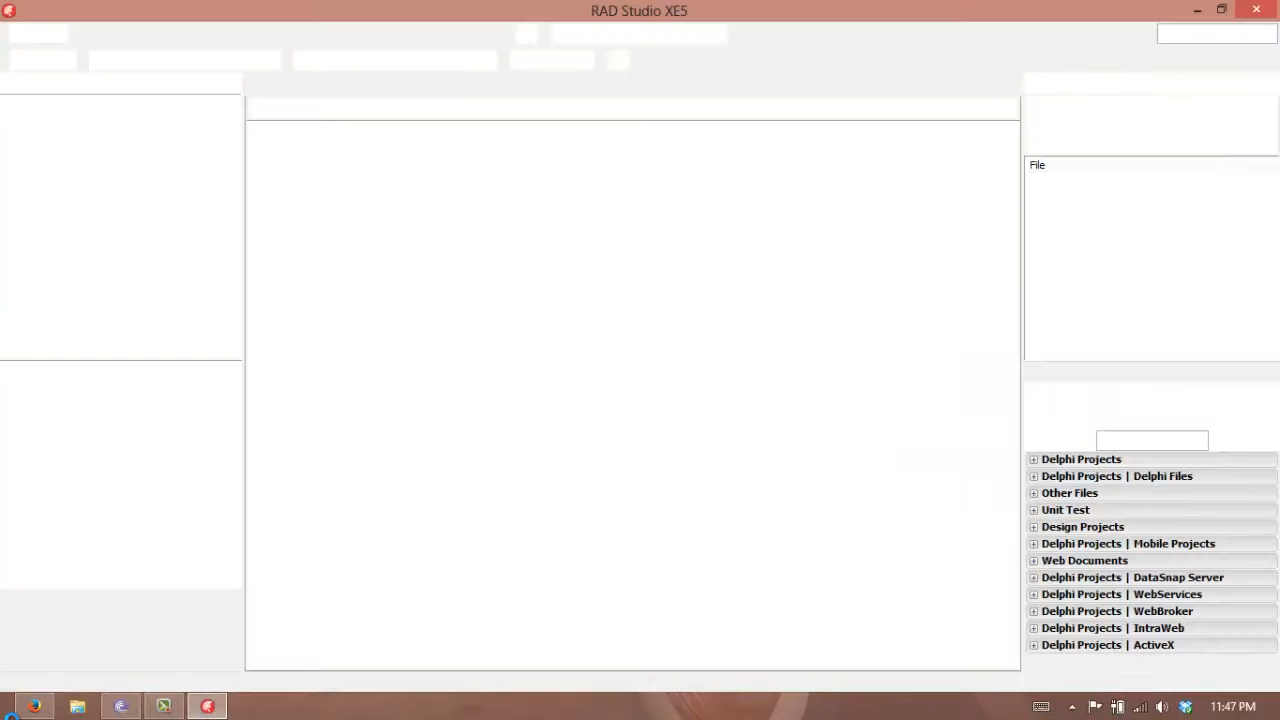 RAD Studio XE5
File
Delphi Projects
Delphi Projects | Delphi Files
Other Files
Unit Test
Design Projects
Delphi Projects | Mobile Projects
Web Documents
Delphi Projects | DataSnap Server
Delphi Projects | WebServices
Delphi Projects | WebBroker
Delphi Projects | IntraWeb
Delphi Projects | ActiveX
11:47 PM